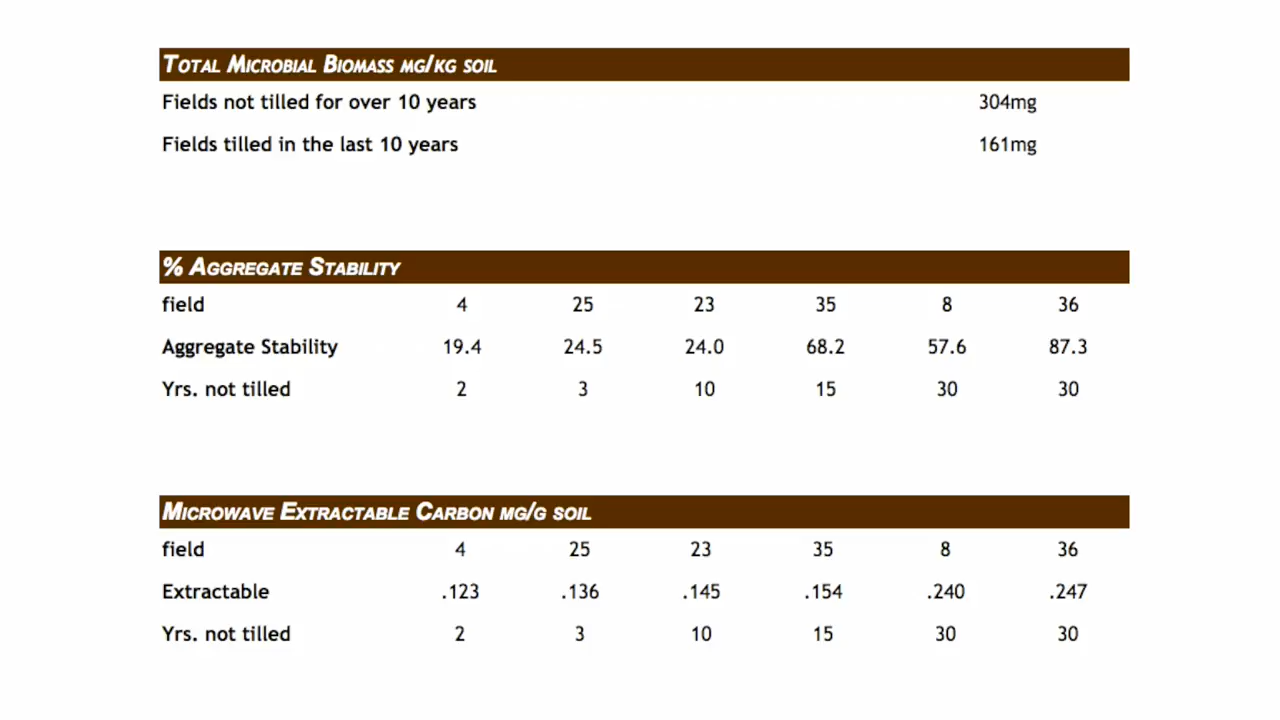 TOTAL MICROBIAL BIOMASS MG/KG SOIL
Fields not tilled for over 10 years 304mg
Fields tilled in the last 10 years 161mg
% AGGREGATE STABILITY
field 4 25 23 35 8 36
Aggregate Stability 19.4 24.5 24.0 68.2 57.6 87.3
Yrs. not tilled 2 3 10 15 30 30
MICROWAVE EXTRACTABLE CARBON MG/G SOIL
field 4 25 23 35 8 36
Extractable .123 .136 .145 .154 .240 .247
Yrs. not tilled 2 3 10 15 30 30